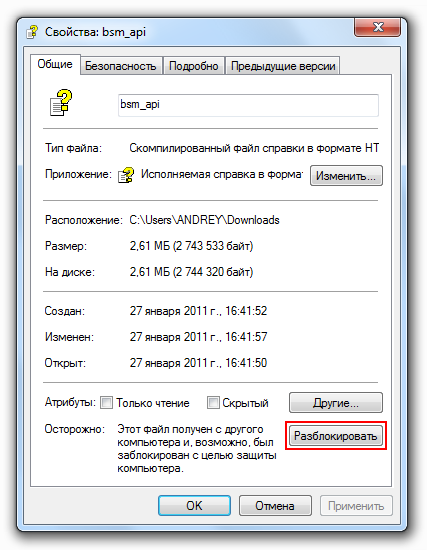 Свойства: bsm_api
Общие Безопасность Подробно Предыдущие версии
bsm_api
Тип файла: Скомпилированный файл справки в формате HT
Приложение: Исполняемая справка в формат Изменить...
Расположение: C:\Users\ANDREY\Downloads
Размер: 2,61 МБ (2 743 533 байт)
На диске: 2,61 МБ (2 744 320 байт)
Создан: 27 января 2011 г., 16:41:52
Изменен: 27 января 2011 г., 16:41:57
Открыт: 27 января 2011 г., 16:41:50
Атрибуты: Только чтение Скрытый Другие...
Осторожно: Этот файл получен с другого
компьютера и, возможно, был
заблокирован с целью защиты
компьютера.
Разблокировать
OK Отмена Применить